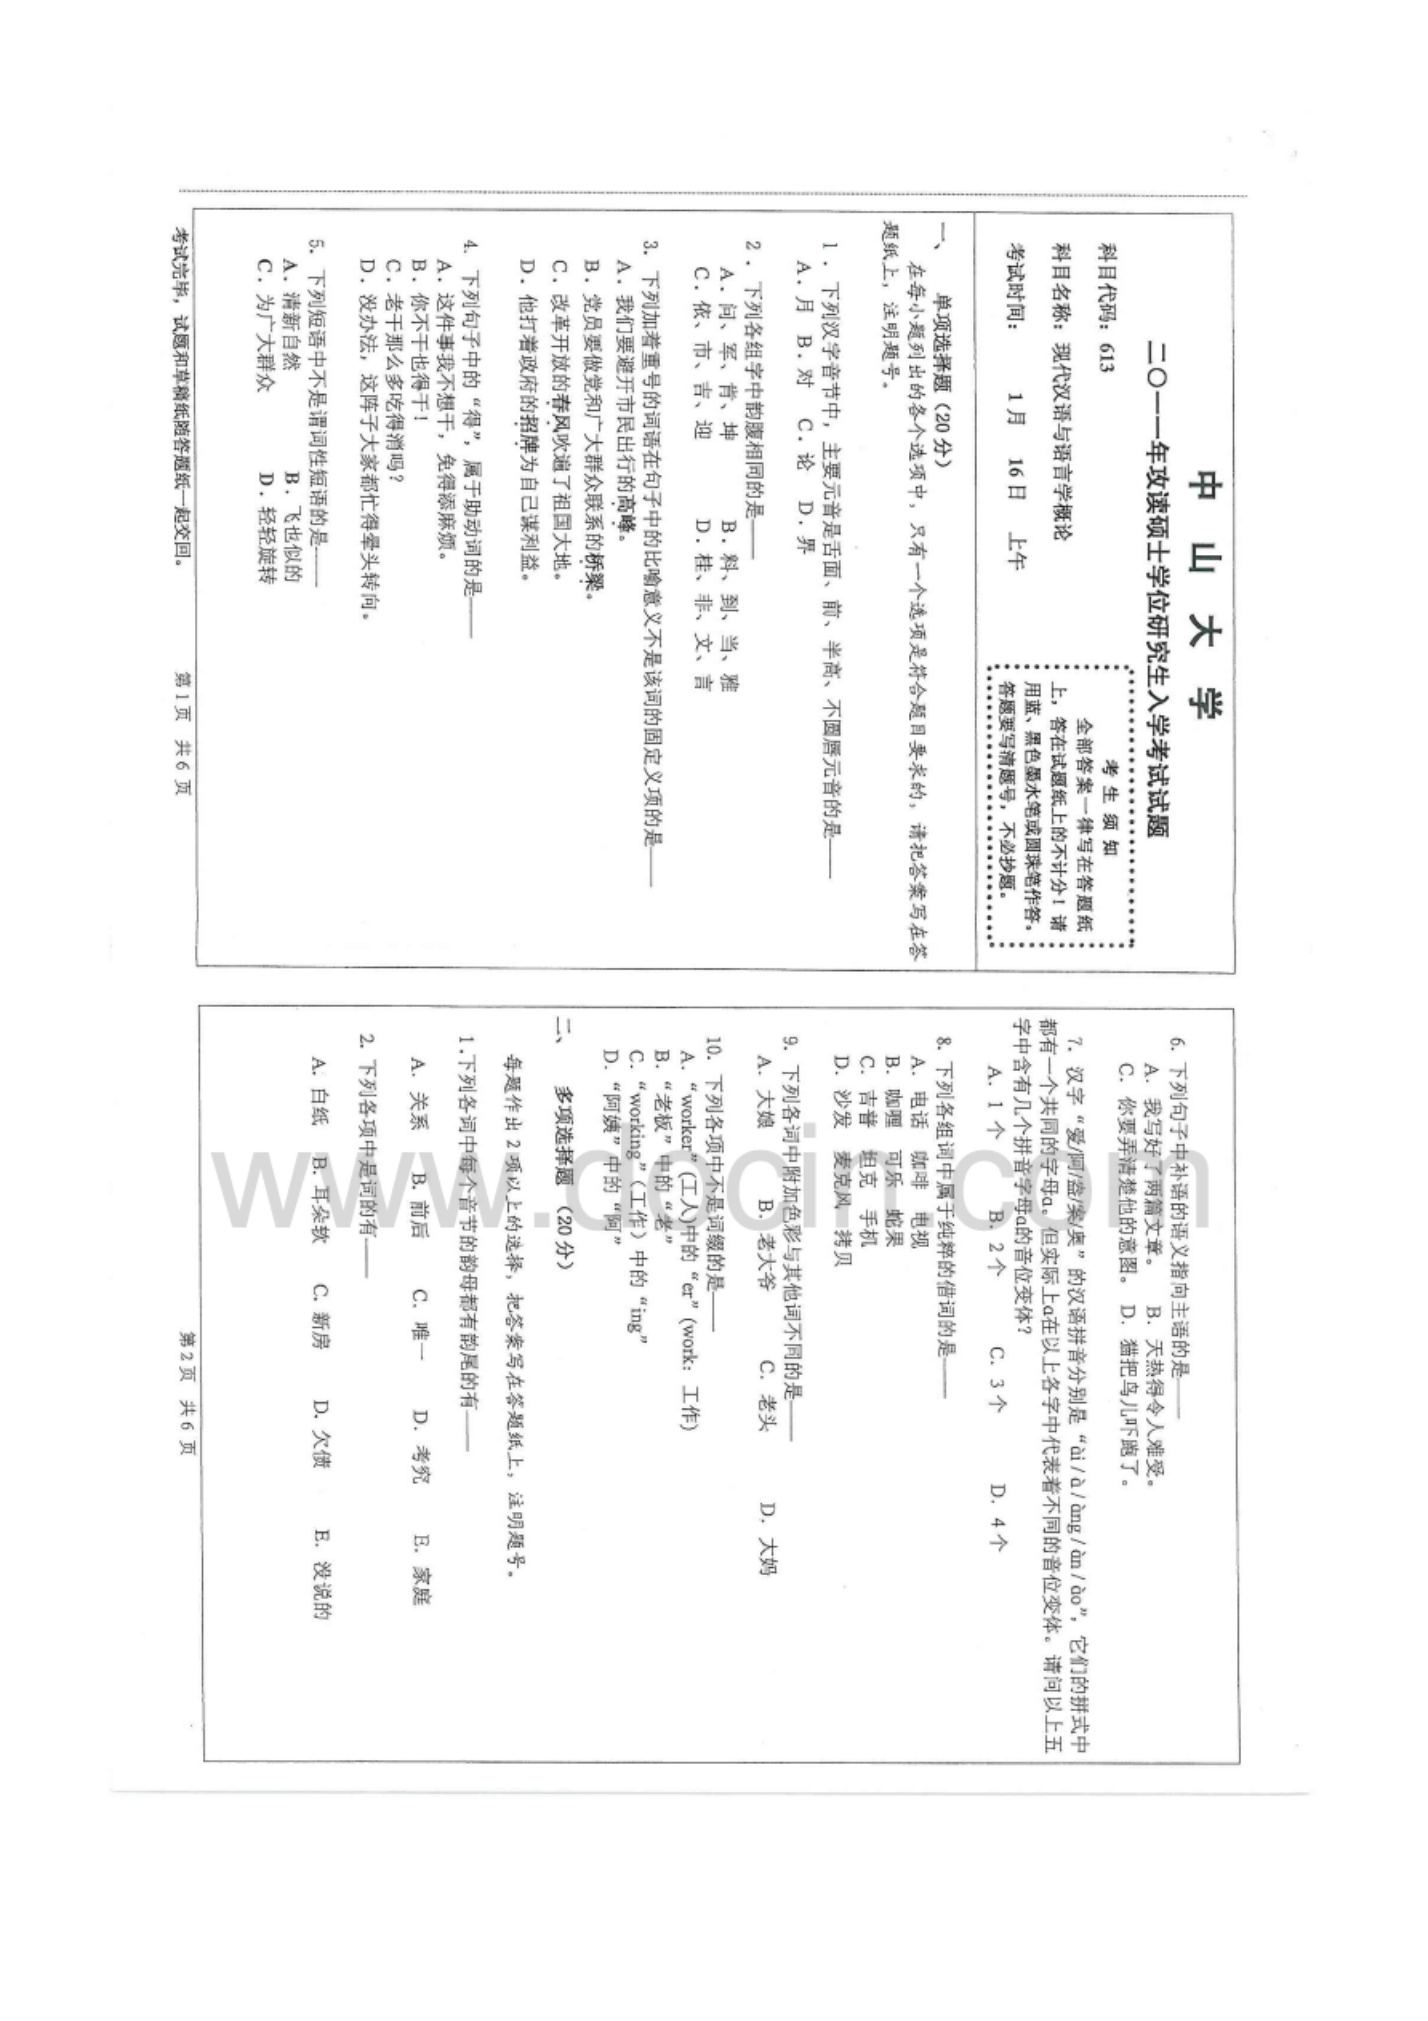 中 山 大 学
二〇一一年攻读硕士学位研究生入学考试试题
科目代码：613
科目名称：现代汉语与语言学概论
考试时间： 1月 16日 上午
考 生 须 知
全部答案一律写在答题纸
上，答在试题纸上的不计分！请
用蓝、黑色墨水笔或圆珠笔作答。
答题要写清题号，不必抄题。
一、 单项选择题（20分）
在每小题列出的各个选项中，只有一个选项是符合题目要求的，请把答案写在答
题纸上，注明题号。
1．下列汉字音节中，主要元音是舌面、前、半高、不圆唇元音的是——
A．月 B．对 C．论 D．界
2．下列各组字中韵腹相同的是——
A．问、军、肯、坤 B．料、到、当、雅
C．依、市、吉、迎 D．桂、非、文、言
3．下列加着重号的词语在句子中的比喻意义不是该词的固定义项的是——
A．我们要避开市民出行的高峰。
B．党员要做党和广大群众联系的桥梁。
C．改革开放的春风吹遍了祖国大地。
D．他打着政府的招牌为自己谋利益。
4．下列句子中的“得”，属于助动词的是——
A．这件事我不想干，免得添麻烦。
B．你不干也得干！
C．老干那么多吃得消吗？
D．没办法，这阵子大家都忙得晕头转向。
5．下列短语中不是谓词性短语的是——
A．清新自然 B．飞也似的
C．为广大群众 D．轻轻旋转
考试完毕，试题和草稿纸随答题纸一起交回。 第1页 共6页
6．下列句子中补语的语义指向主语的是——
A．我写好了两篇文章。 B．天热得令人难受。
C．你要弄清楚他的意图。 D．猫把鸟儿吓跑了。
7．汉字“爱/阿/盎/案/奥”的汉语拼音分别是“ài/à/àng/àn/ào”，它们的拼式中
都有一个共同的字母ɑ。但实际上ɑ在以上各字中代表着不同的音位变体。请问以上五
字中含有几个拼音字母ɑ的音位变体？
A．1个 B．2个 C．3个 D．4个
8．下列各组词中属于纯粹的借词的是——
A．电话 咖啡 电视
B．咖喱 可乐 蛇果
C．吉普 坦克 手机
D．沙发 麦克风 拷贝
9．下列各词中附加色彩与其他词不同的是——
A．大娘 B．老大爷 C．老头 D．大妈
10．下列各项中不是词缀的是——
A．“worker”(工人)中的“er”(work：工作)
B．“老板”中的“老”
C．“working”（工作）中的“ing”
D．“阿姨”中的“阿”
二、 多项选择题 （20分）
每题作出2项以上的选择，把答案写在答题纸上，注明题号。
1．下列各词中每个音节的韵母都有韵尾的有——
A．关系 B．前后 C．唯一 D．考究 E．家庭
2．下列各项中是词的有——
A．白纸 B．耳朵软 C．新房 D．欠债 E．没说的
第2页 共6页
www.docin.com